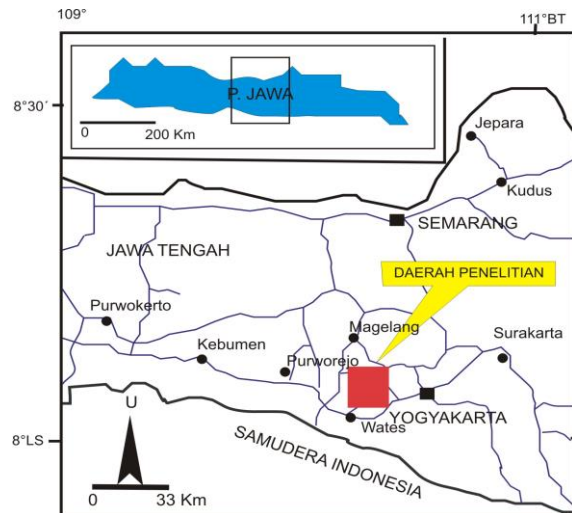 109°
111°BT
8°30´
P. JAWA
0 200 Km
Jepara
Kudus
SEMARANG
JAWA TENGAH
DAERAH PENELITIAN
Purwokerto
Magelang
Surakarta
Kebumen
Purworejo
U
YOGYAKARTA
Wates
8°LS
SAMUDERA INDONESIA
0 33 Km